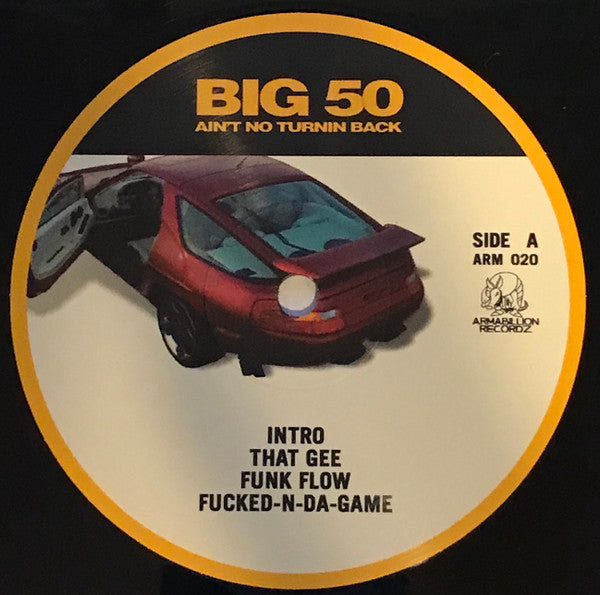 BIG 50
AIN'T NO TURNIN BACK
SIDE A
ARM 020
ARMABILLION
RECORDZ
INTRO
THAT GEE
FUNK FLOW
FUCKED-N-DA-GAME